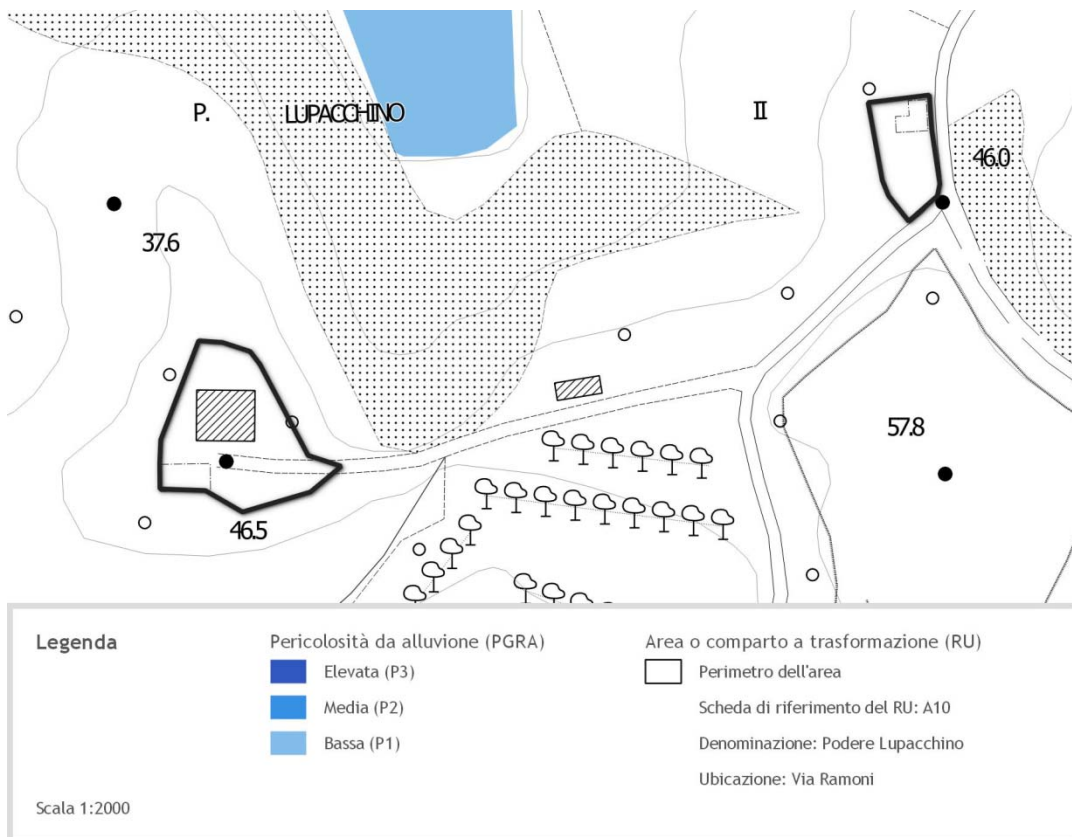 P. LUPACCHINO II
46.0
37.6
57.8
46.5
Legenda
Pericolosità da alluvione (PGRA)
Elevata (P3)
Media (P2)
Bassa (P1)
Area o comparto a trasformazione (RU)
Perimetro dell'area
Scheda di riferimento del RU: A10
Denominazione: Podere Lupacchino
Ubicazione: Via Ramoni
Scala 1:2000